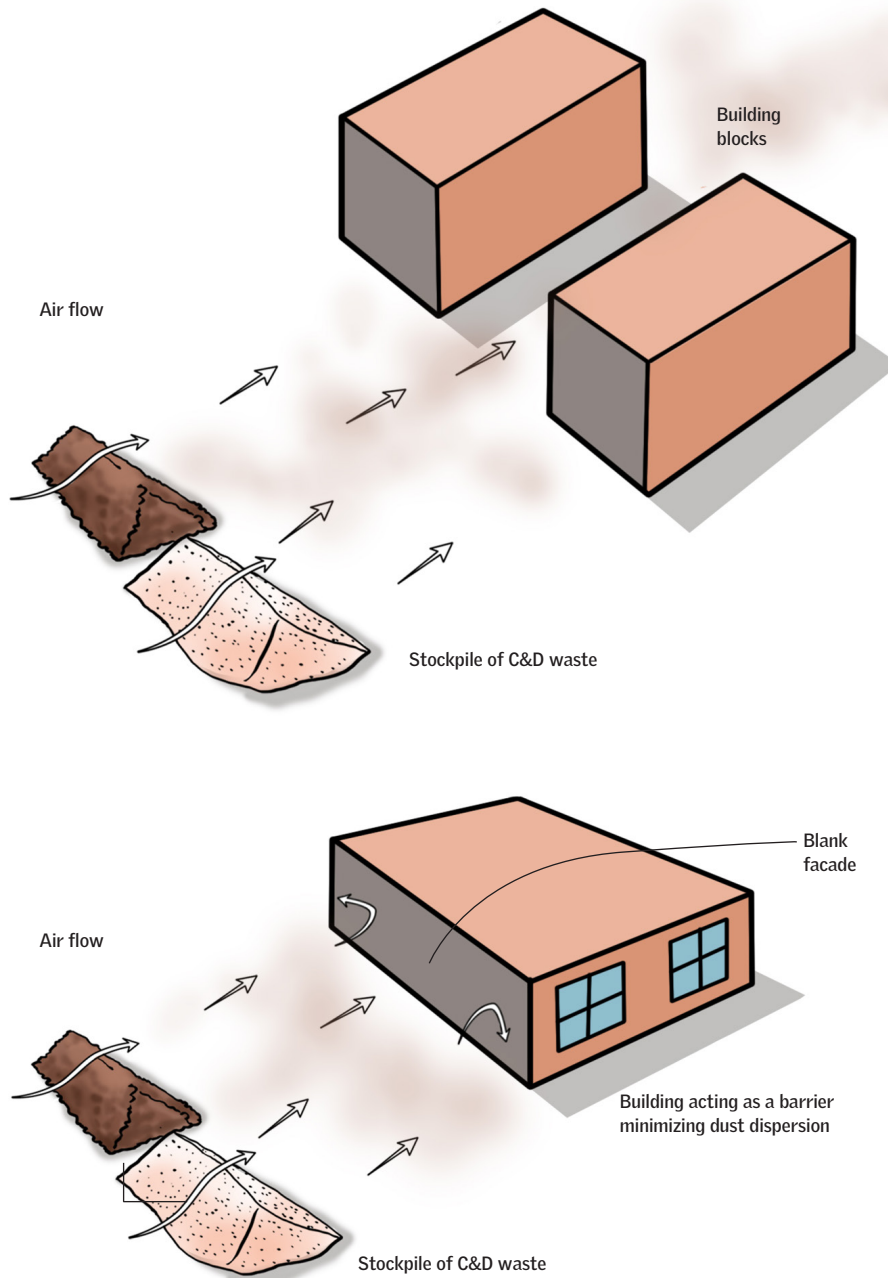 Building
blocks
Air flow
Stockpile of C&D waste
Blank
facade
Air flow
Building acting as a barrier
minimizing dust dispersion
Stockpile of C&D waste